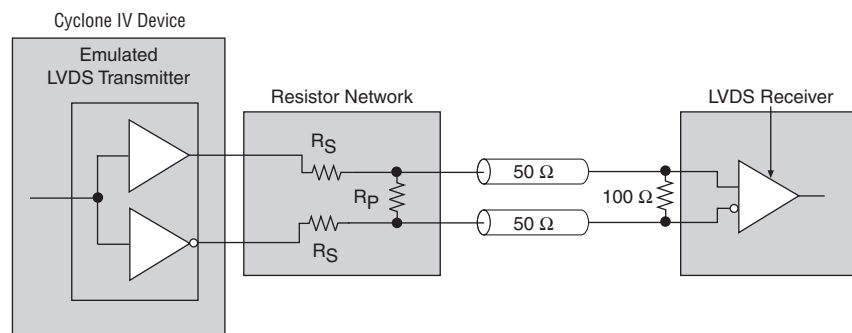 Cyclone IV Device
Emulated
LVDS Transmitter
Resistor Network
LVDS Receiver
RS
50 Ω
RP
100 Ω
50 Ω
RS